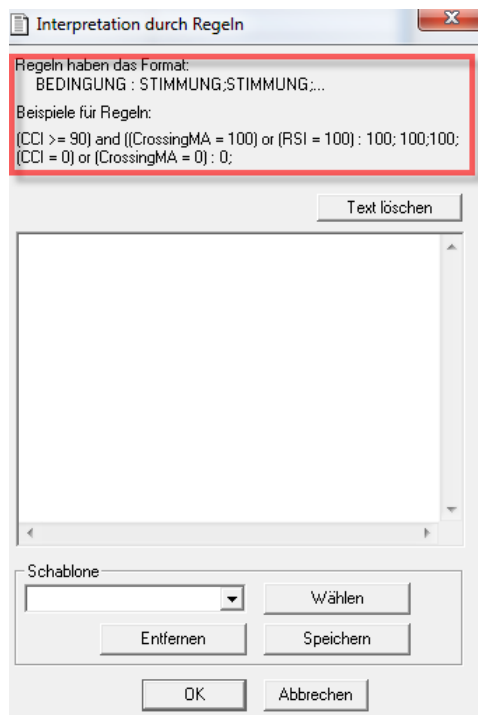 Interpretation durch Regeln
Regeln haben das Format:
BEDINGUNG : STIMMUNG;STIMMUNG;...
Beispiele für Regeln:
(CCI >= 90) and ((CrossingMA = 100) or (RSI = 100) : 100; 100;100;
(CCI = 0) or (CrossingMA = 0) : 0;
Text löschen
Schablone
Wählen
Entfernen Speichern
OK Abbrechen